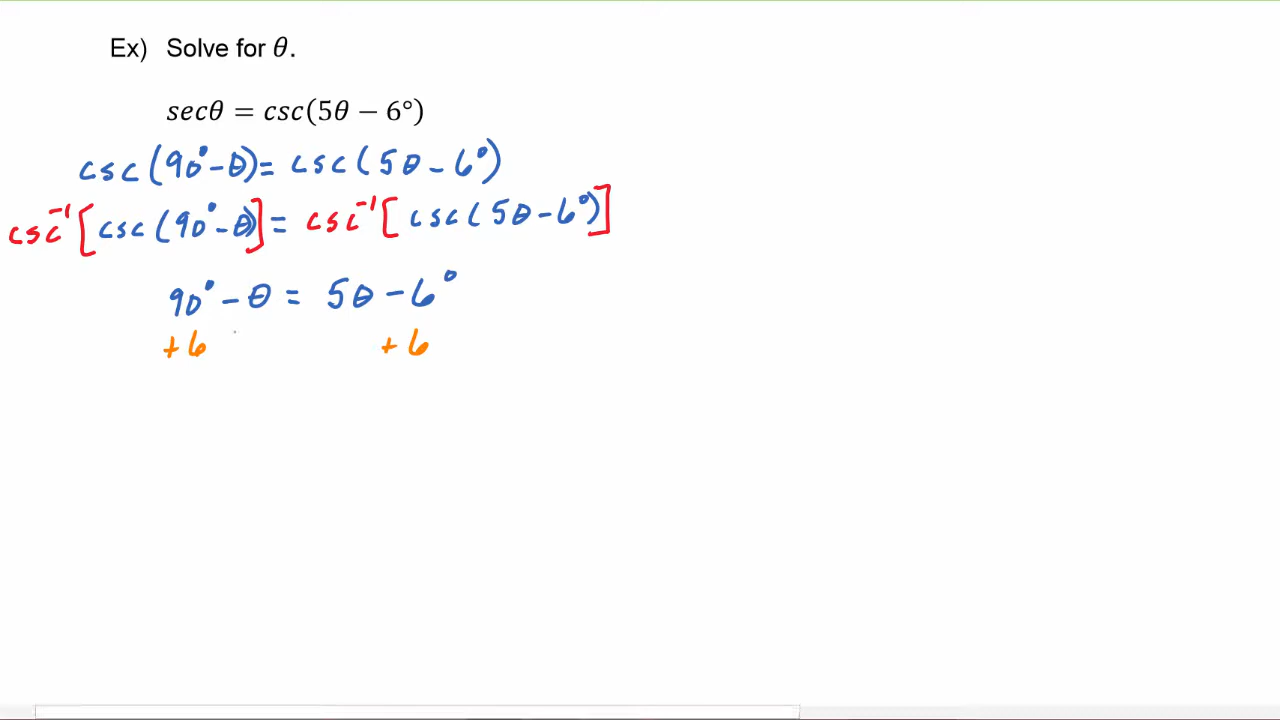 Ex) Solve for θ.
secθ = csc(5θ − 6°)
csc(90° − θ) = csc(5θ − 6°)
csc⁻¹[csc(90° − θ)] = csc⁻¹[csc(5θ − 6°)]
90° − θ = 5θ − 6°
+6 +6